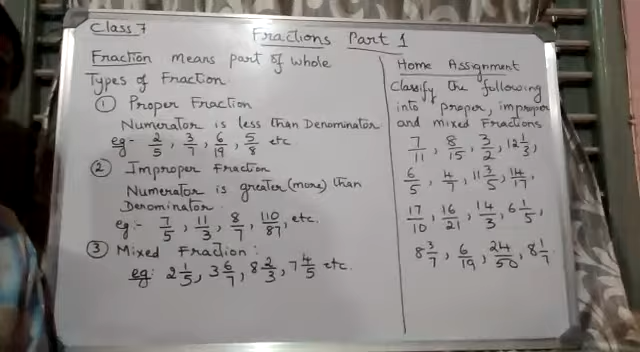 Class 7
Fractions Part 1
Fraction means part of whole
Types of Fraction
① Proper Fraction
Numerator is less than Denominator
eg- 2/5, 3/7, 6/19, 5/8 etc
② Improper Fraction
Numerator is greater (more) than
Denominator.
eg:- 7/5, 11/3, 8/7, 110/87, etc.
③ Mixed Fraction:
eg: 2 1/5, 3 6/7, 8 2/3, 7 4/5 etc.
Home Assignment
Classify the following
into proper, improper
and mixed Fractions
7/11, 8/15, 3/2, 12 1/3,
6/5, 4/7, 11 3/5, 14/17,
17/10, 16/21, 14/3, 6 1/5,
8 3/7, 6/19, 24/50, 8 1/7.